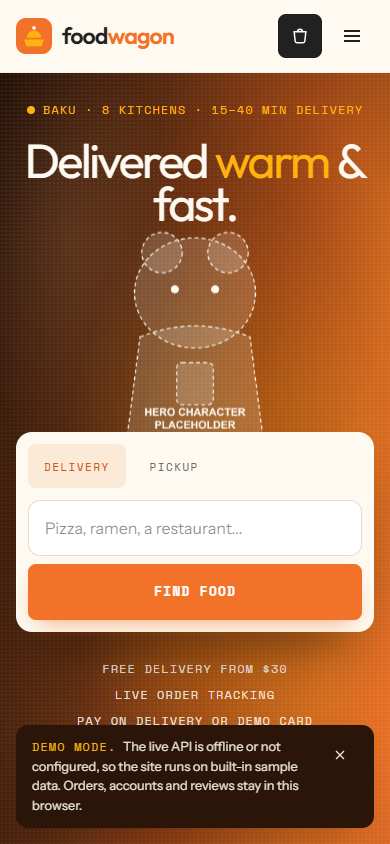 foodwagon
BAKU · 8 KITCHENS · 15–40 MIN DELIVERY
Delivered warm &
fast.
HERO CHARACTER
PLACEHOLDER
DELIVERY PICKUP
Pizza, ramen, a restaurant...
FIND FOOD
FREE DELIVERY FROM $30
LIVE ORDER TRACKING
PAY ON DELIVERY OR DEMO CARD
DEMO MODE. The live API is offline or not
configured, so the site runs on built-in sample
data. Orders, accounts and reviews stay in this
browser.